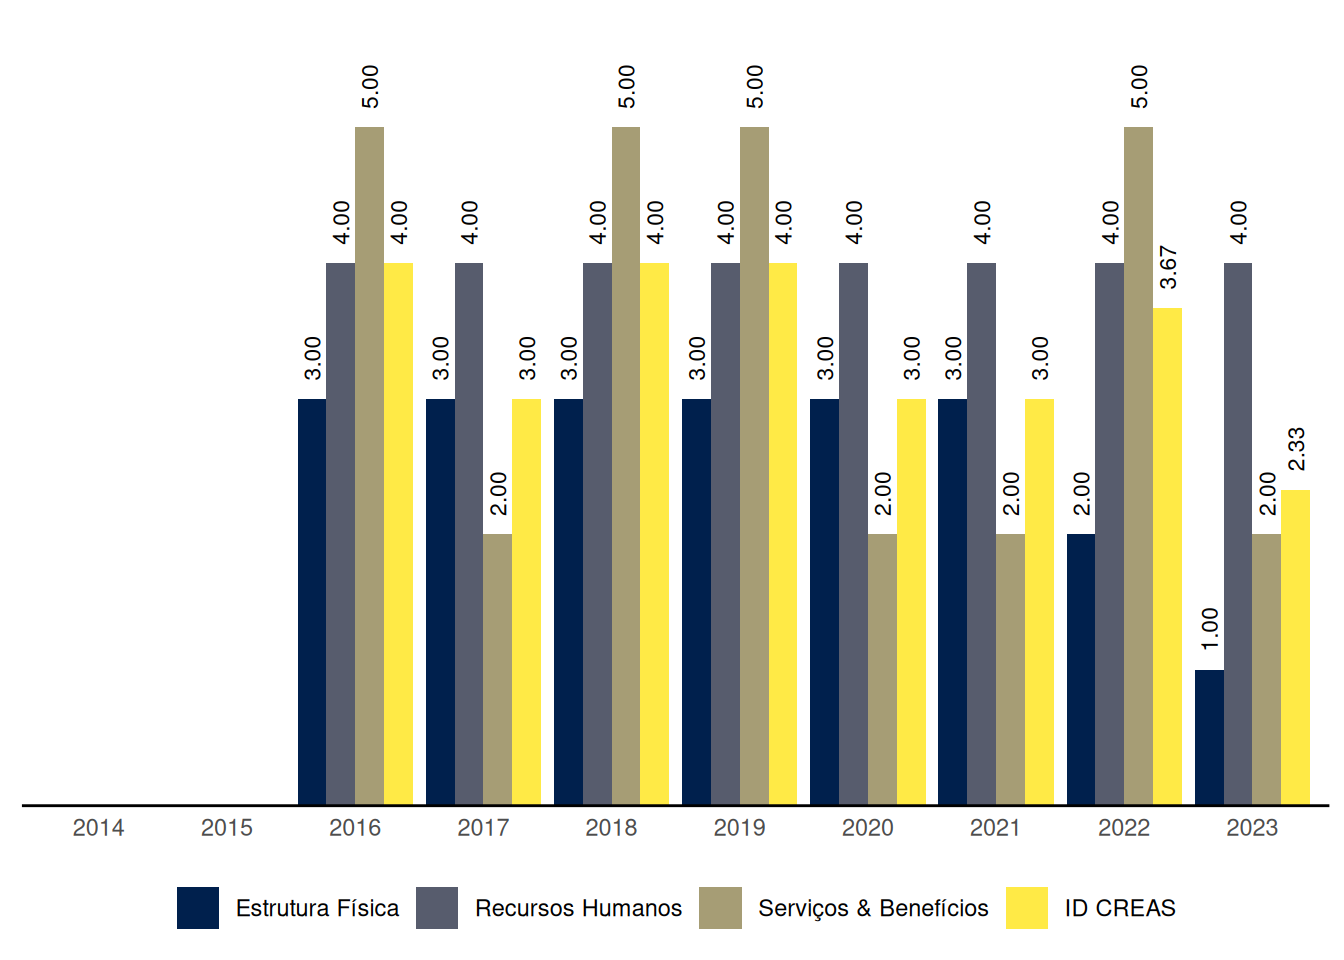 5.00 5.00 5.00 5.00
4.00 4.00 4.00 4.00 4.00 4.00 4.00 4.00 4.00 4.00 4.00
3.67
3.00 3.00 3.00 3.00 3.00 3.00 3.00 3.00 3.00
2.33
2.00 2.00 2.00 2.00 2.00
1.00
2014 2015 2016 2017 2018 2019 2020 2021 2022 2023
Estrutura Física Recursos Humanos Serviços & Benefícios ID CREAS